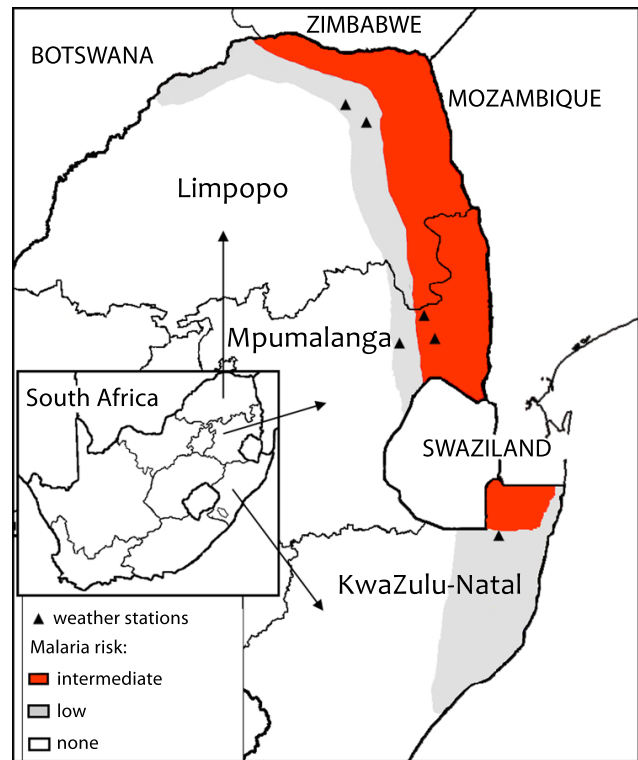 ZIMBABWE
BOTSWANA
MOZAMBIQUE
Limpopo
Mpumalanga
South Africa
SWAZILAND
KwaZulu-Natal
weather stations
Malaria risk:
intermediate
low
none